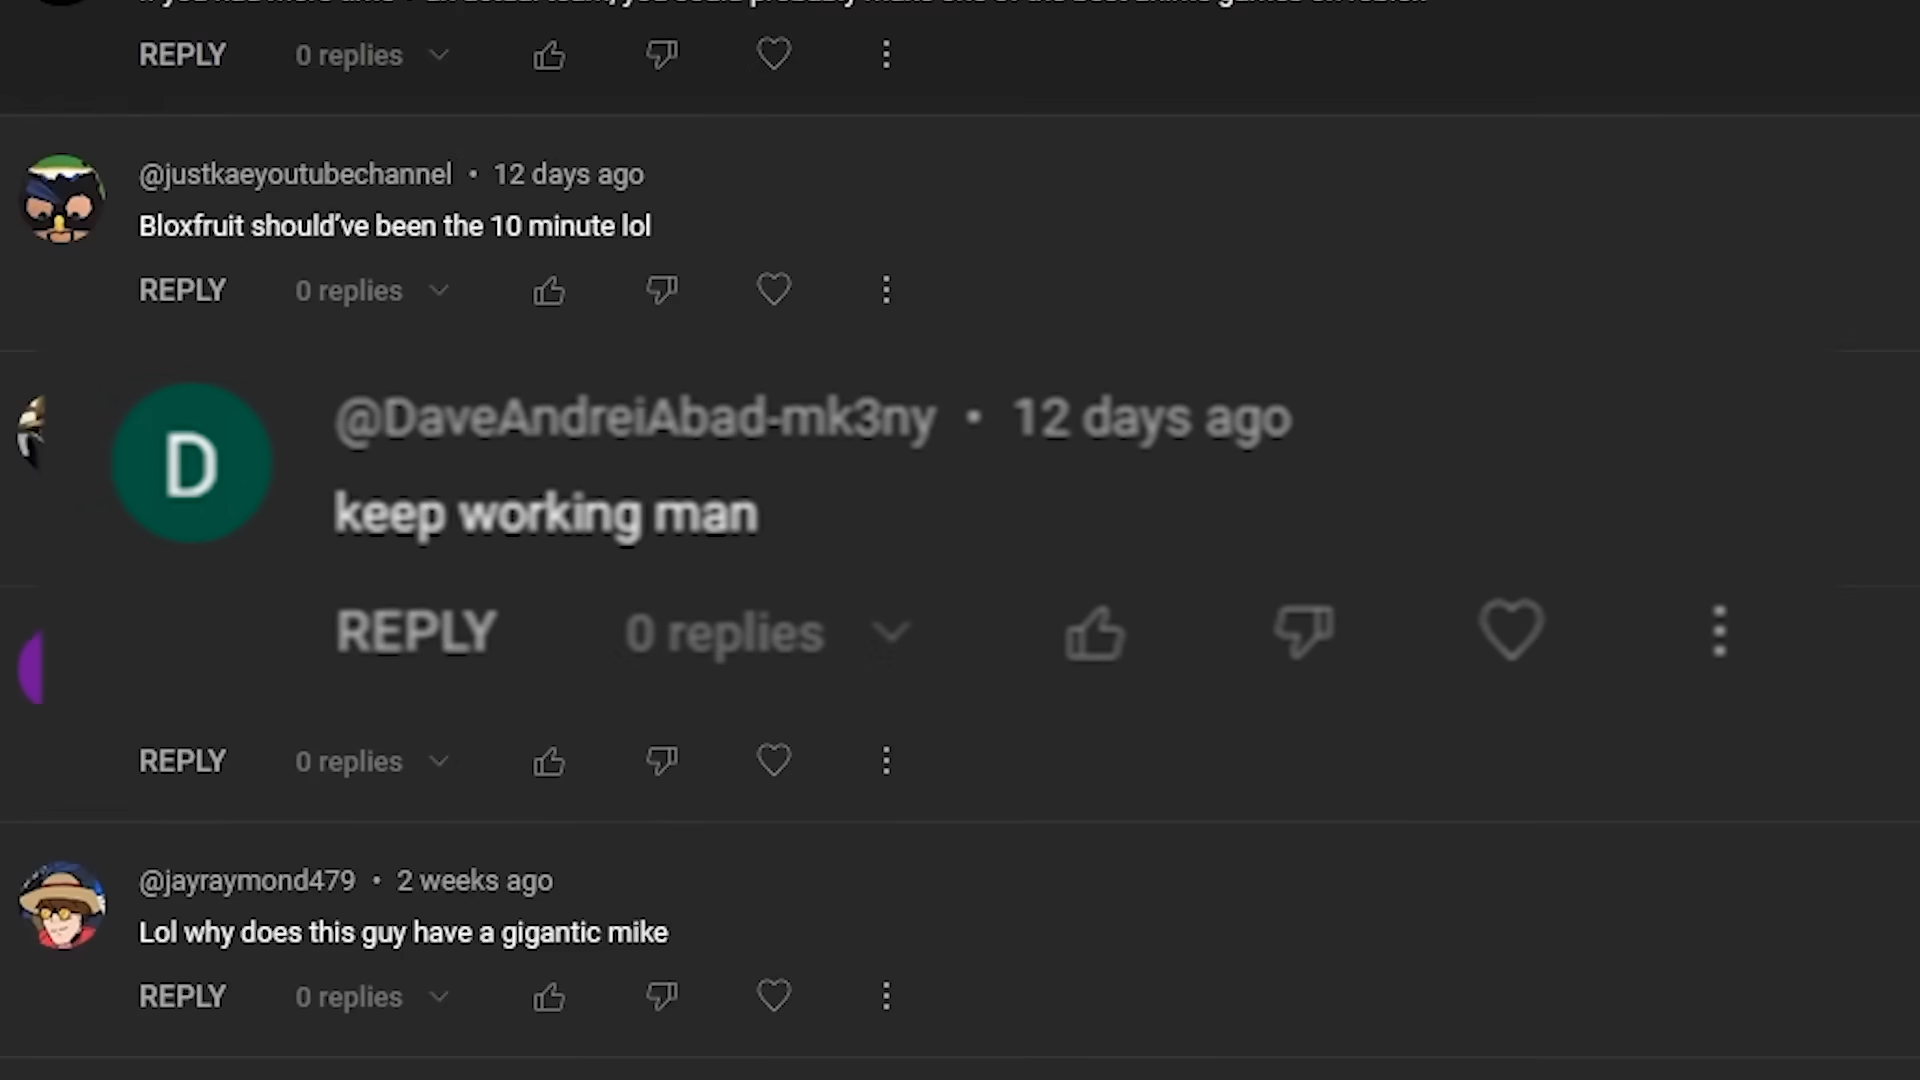 REPLY 0 replies
@justkaeyoutubechannel • 12 days ago
Bloxfruit should've been the 10 minute lol
REPLY 0 replies
D
@DaveAndreiAbad-mk3ny • 12 days ago
keep working man
REPLY 0 replies
REPLY 0 replies
@jayraymond479 • 2 weeks ago
Lol why does this guy have a gigantic mike
REPLY 0 replies